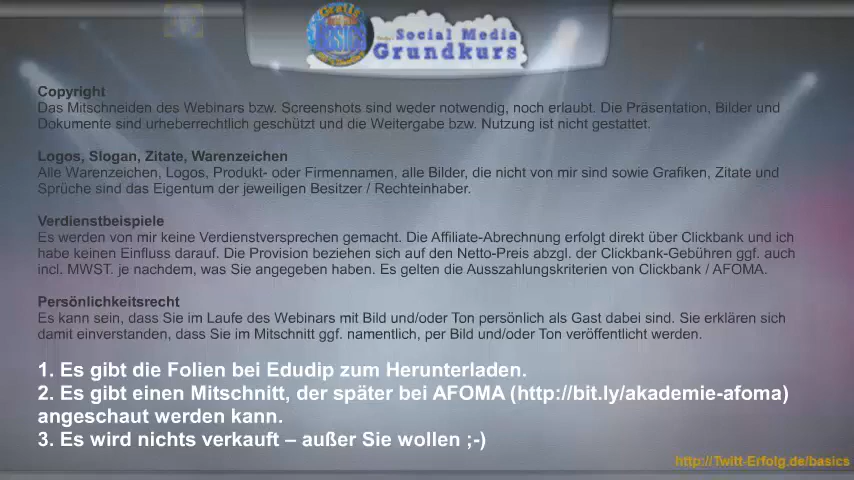 Gratis
BASICS
Social Media
Grundkurs
Copyright
Das Mitschneiden des Webinars bzw. Screenshots sind weder notwendig, noch erlaubt. Die Präsentation, Bilder und
Dokumente sind urheberrechtlich geschützt und die Weitergabe bzw. Nutzung ist nicht gestattet.
Logos, Slogan, Zitate, Warenzeichen
Alle Warenzeichen, Logos, Produkt- oder Firmennamen, alle Bilder, die nicht von mir sind sowie Grafiken, Zitate und
Sprüche sind das Eigentum der jeweiligen Besitzer / Rechteinhaber.
Verdienstbeispiele
Es werden von mir keine Verdienstversprechen gemacht. Die Affiliate-Abrechnung erfolgt direkt über Clickbank und ich
habe keinen Einfluss darauf. Die Provision beziehen sich auf den Netto-Preis abzgl. der Clickbank-Gebühren ggf. auch
incl. MWST. je nachdem, was Sie angegeben haben. Es gelten die Ausszahlungskriterien von Clickbank / AFOMA.
Persönlichkeitsrecht
Es kann sein, dass Sie im Laufe des Webinars mit Bild und/oder Ton persönlich als Gast dabei sind. Sie erklären sich
damit einverstanden, dass Sie im Mitschnitt ggf. namentlich, per Bild und/oder Ton veröffentlicht werden.
1. Es gibt die Folien bei Edudip zum Herunterladen.
2. Es gibt einen Mitschnitt, der später bei AFOMA (http://bit.ly/akademie-afoma)
angeschaut werden kann.
3. Es wird nichts verkauft – außer Sie wollen ;-)
http://Twitt-Erfolg.de/basics